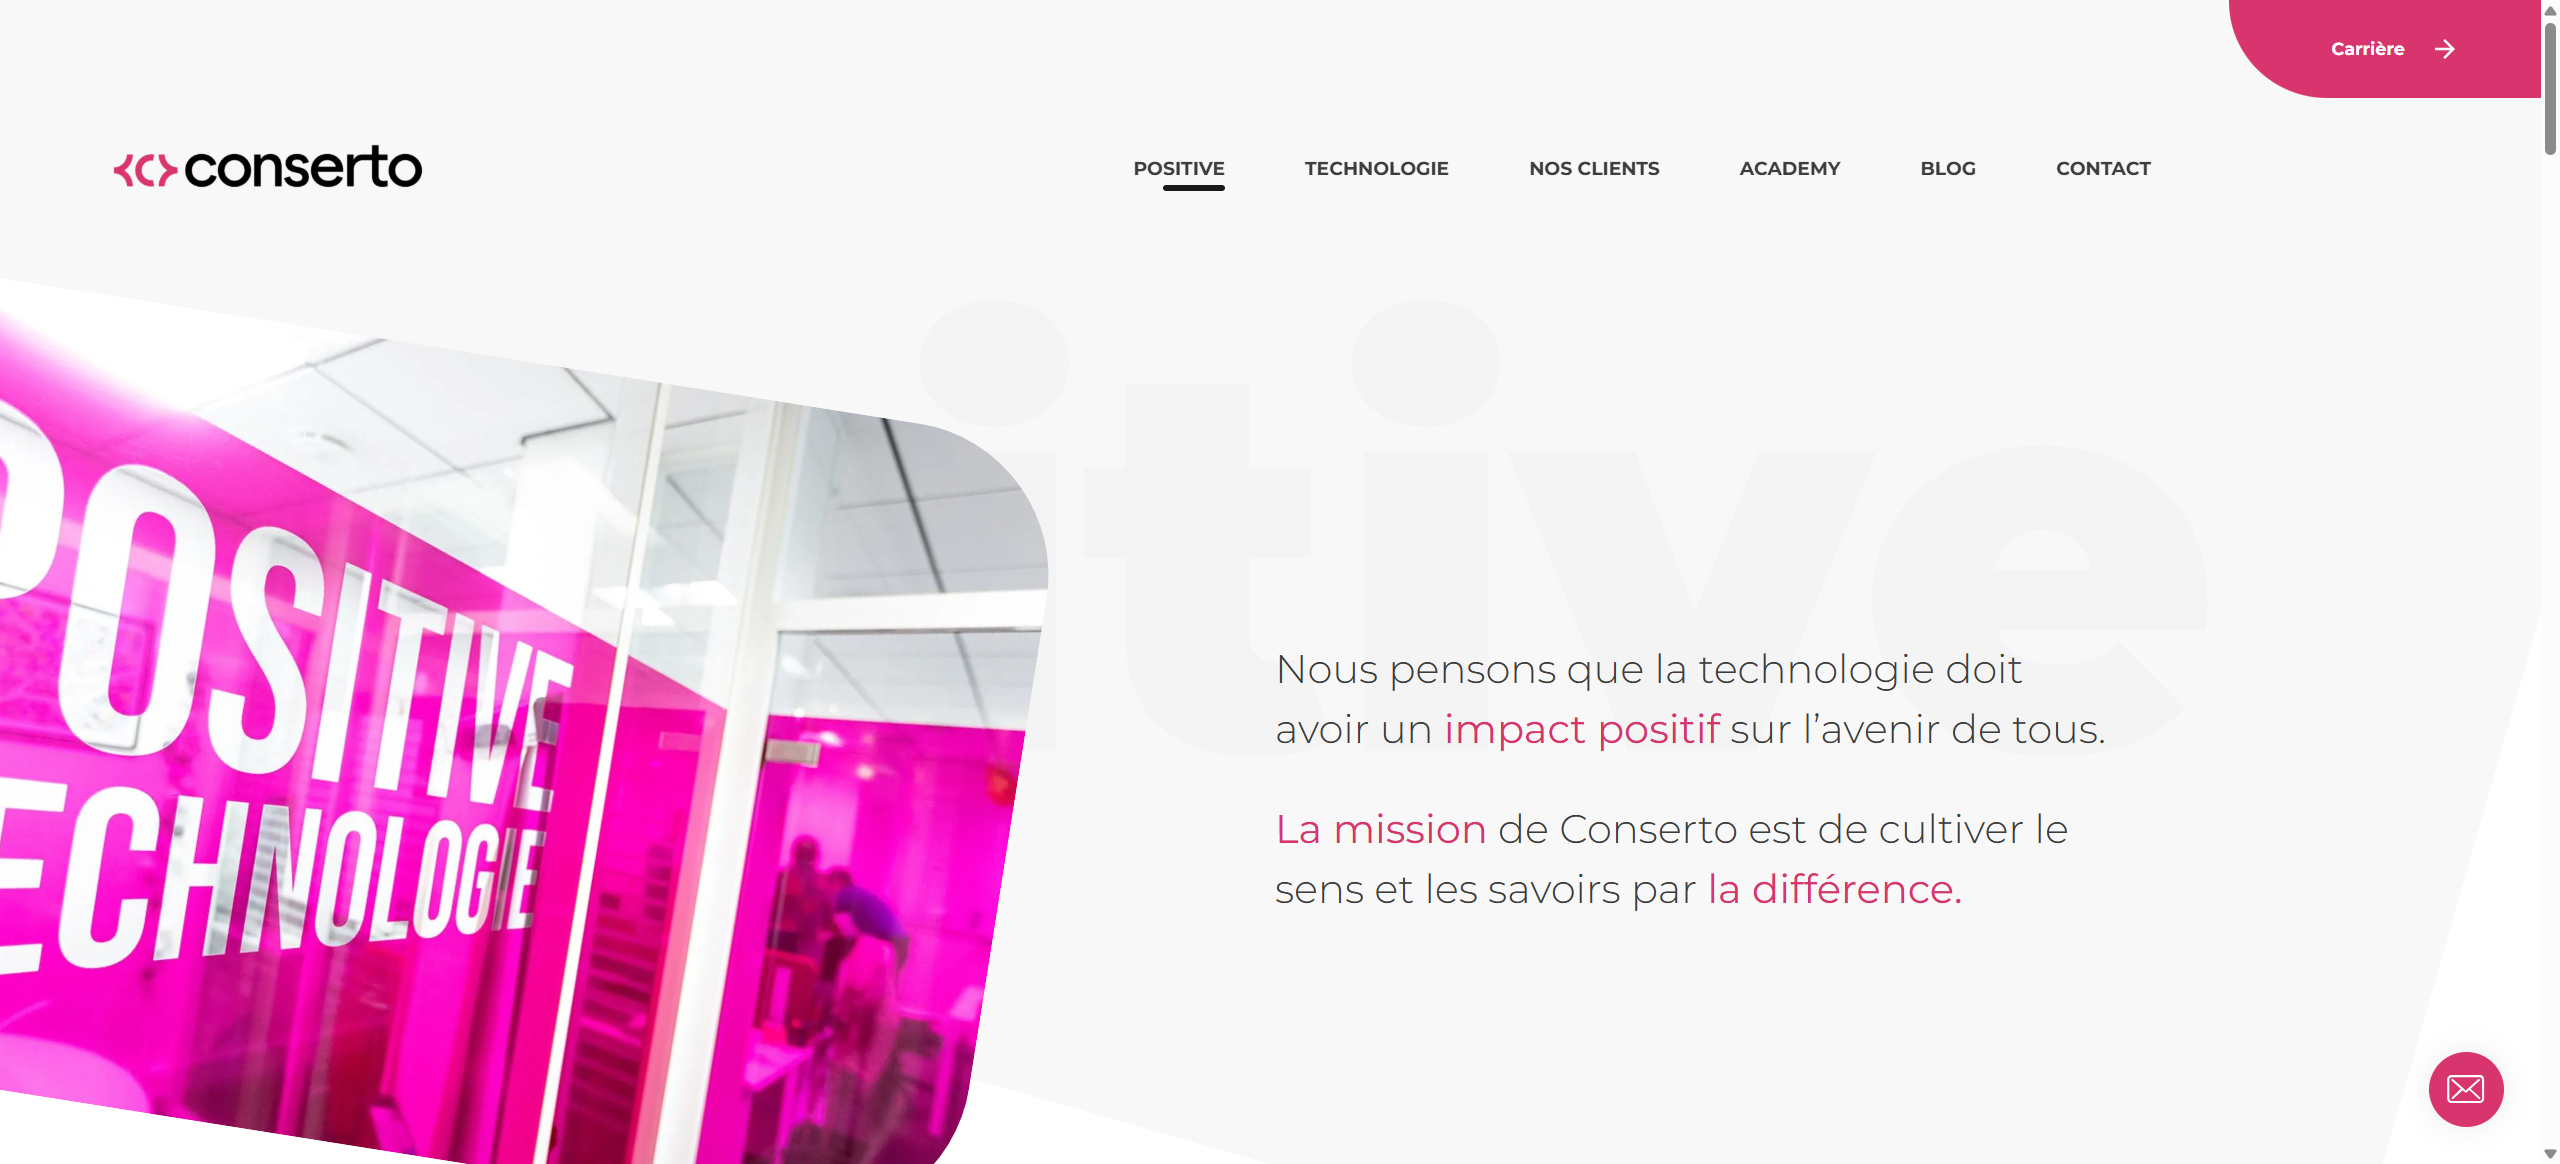 Carrière
conserto
POSITIVE
TECHNOLOGIE
NOS CLIENTS
ACADEMY
BLOG
CONTACT
itive
POSITIVE
ECHNOLOGIE
Nous pensons que la technologie doit
avoir un impact positif sur l’avenir de tous.
La mission de Conserto est de cultiver le
sens et les savoirs par la différence.